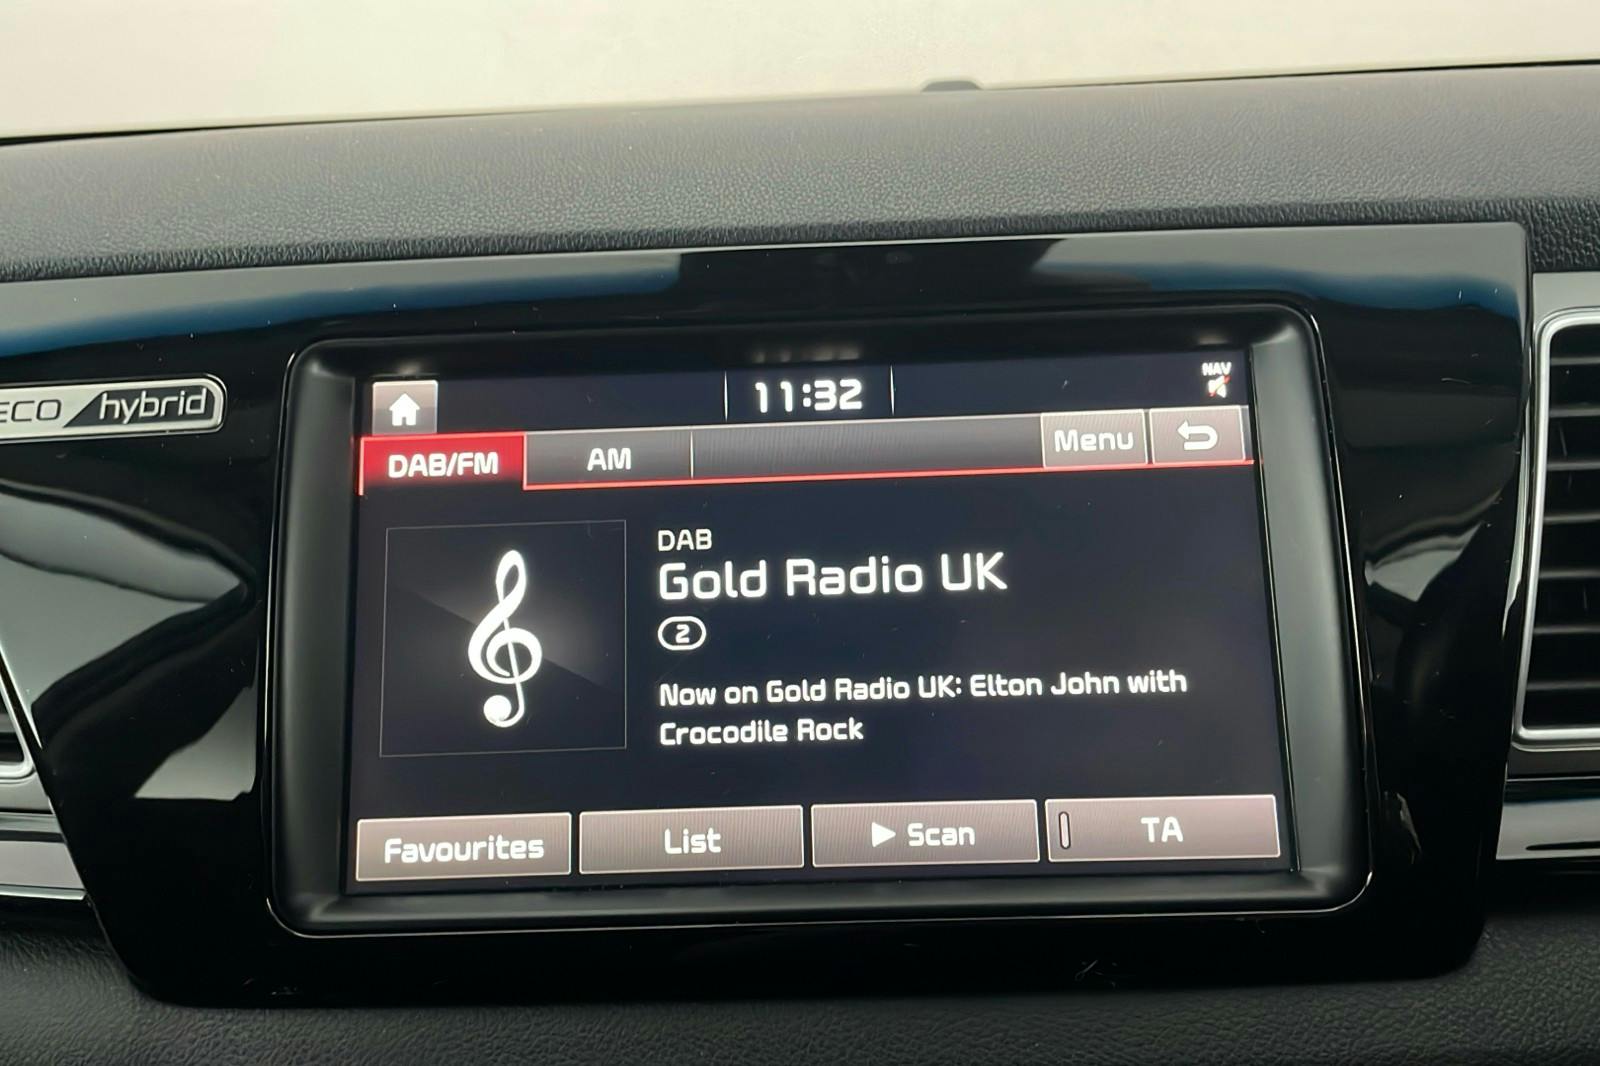 ECO hybrid
11:32
NAV
DAB/FM
AM
Menu
DAB
Gold Radio UK
2
Now on Gold Radio UK: Elton John with
Crocodile Rock
Favourites
List
Scan
TA